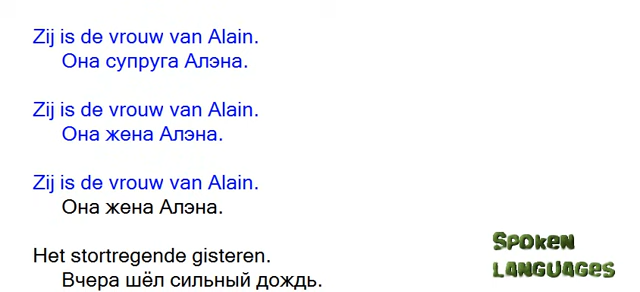 Zij is de vrouw van Alain.
Она супруга Алэна.
Zij is de vrouw van Alain.
Она жена Алэна.
Zij is de vrouw van Alain.
Она жена Алэна.
Het stortregende gisteren.
Вчера шёл сильный дождь.
Spoken
Languages